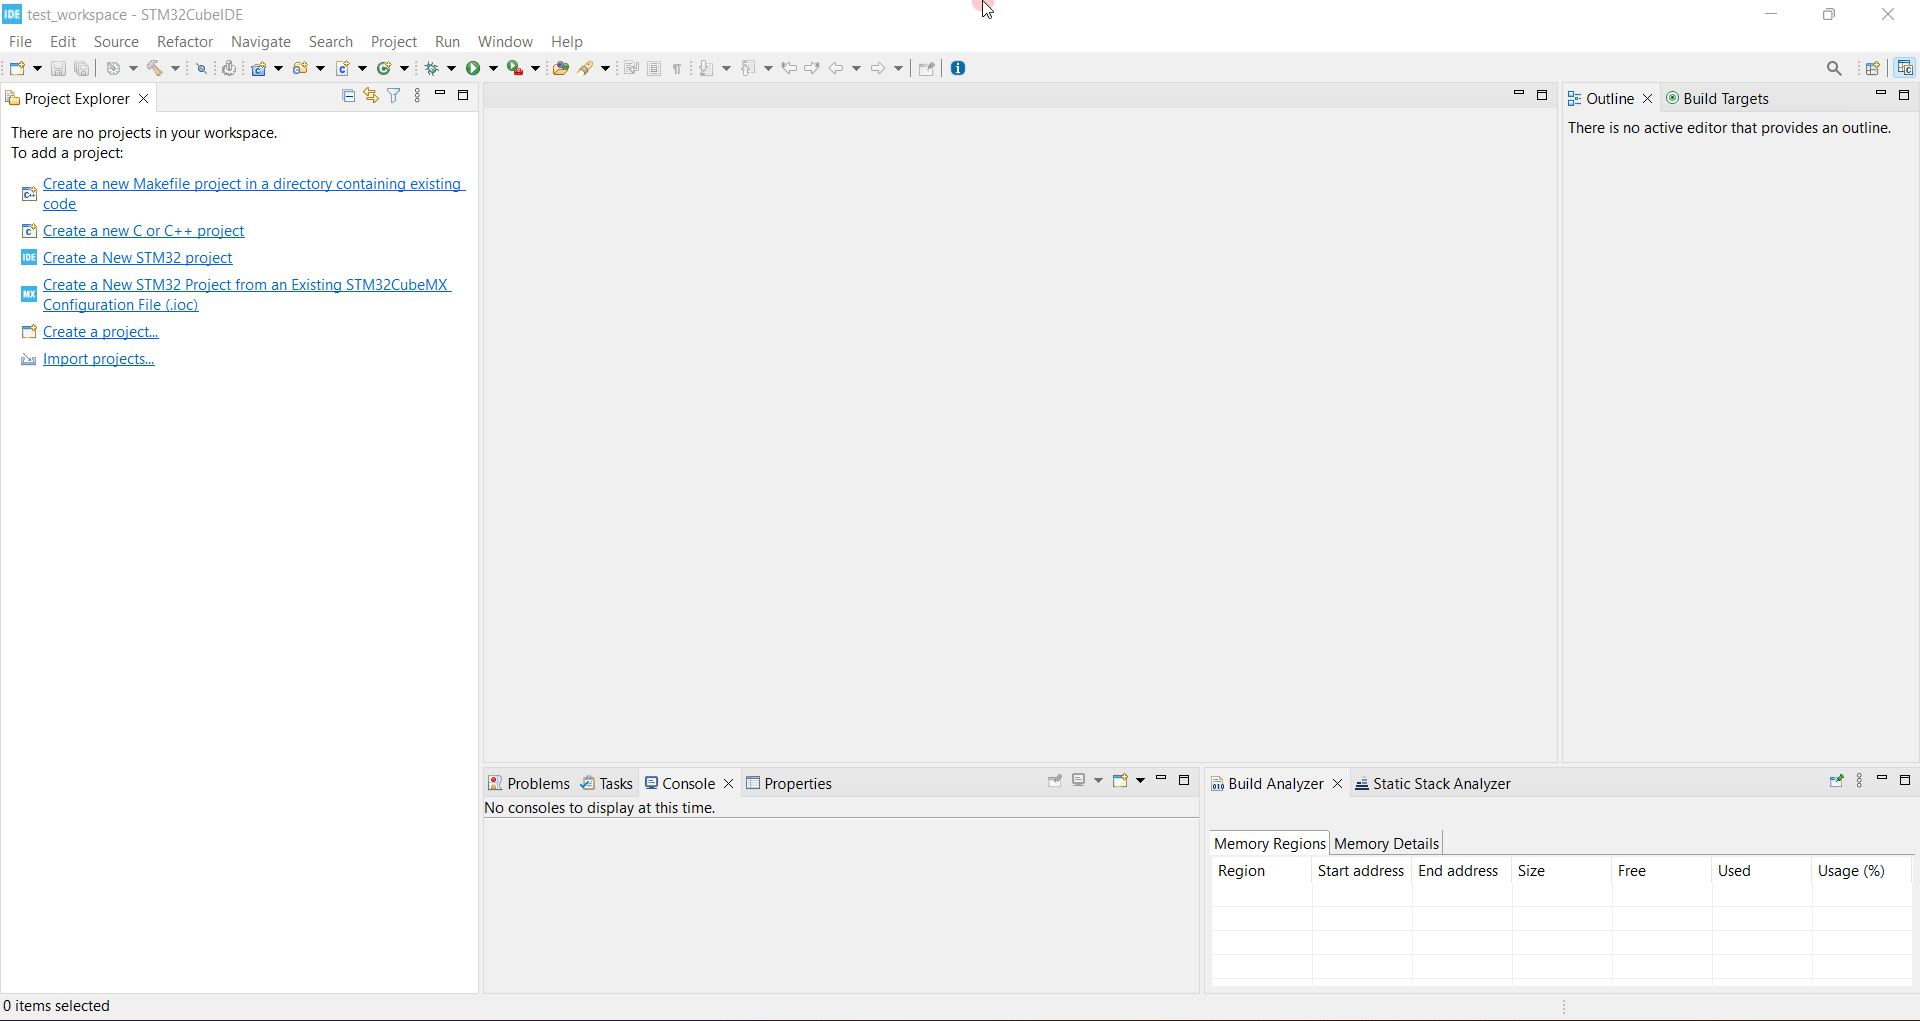 IDE test_workspace - STM32CubeIDE
File Edit Source Refactor Navigate Search Project Run Window Help
Project Explorer
There are no projects in your workspace.
To add a project:
Create a new Makefile project in a directory containing existing
code
Create a new C or C++ project
IDE Create a New STM32 project
MX Create a New STM32 Project from an Existing STM32CubeMX
Configuration File (.ioc)
Create a project...
Import projects...
Outline Build Targets
There is no active editor that provides an outline.
Problems Tasks Console Properties
No consoles to display at this time.
Build Analyzer Static Stack Analyzer
Memory Regions Memory Details
Region Start address End address Size Free Used Usage (%)
0 items selected